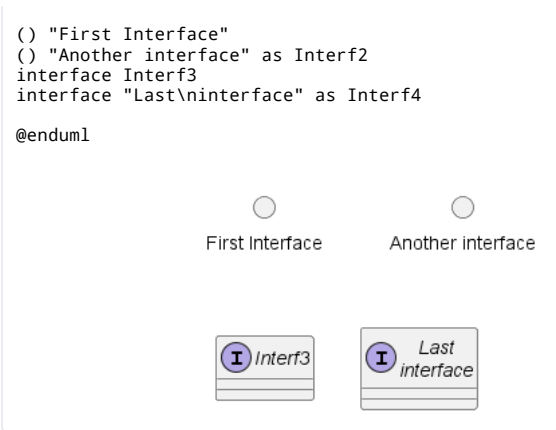 () "First Interface"
() "Another interface" as Interf2
interface Interf3
interface "Last\ninterface" as Interf4
@enduml
First Interface
Another interface
I Interf3
I Last
interface